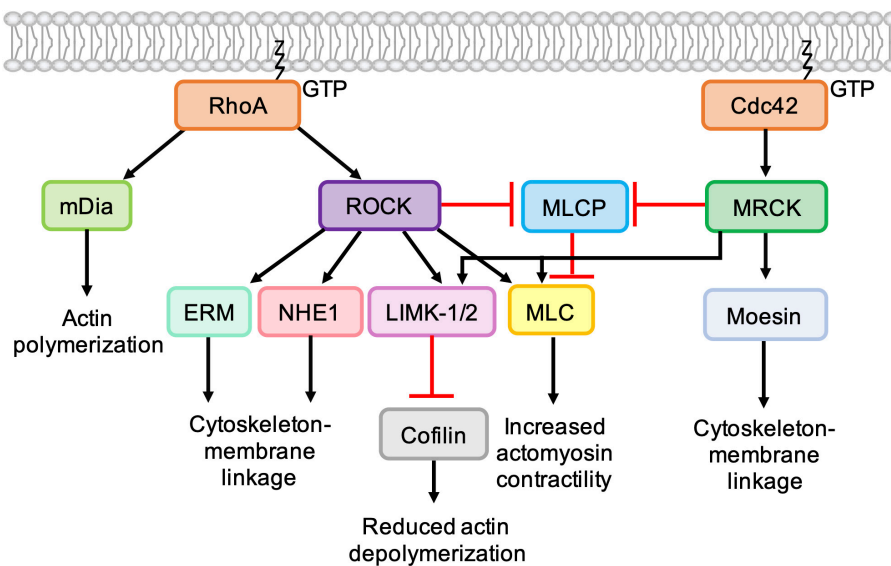 GTP
GTP
RhoA
Cdc42
mDia
ROCK
MLCP
MRCK
ERM
NHE1
LIMK-1/2
MLC
Moesin
Actin
polymerization
Cytoskeleton-
membrane
linkage
Cofilin
Increased
actomyosin
contractility
Cytoskeleton-
membrane
linkage
Reduced actin
depolymerization